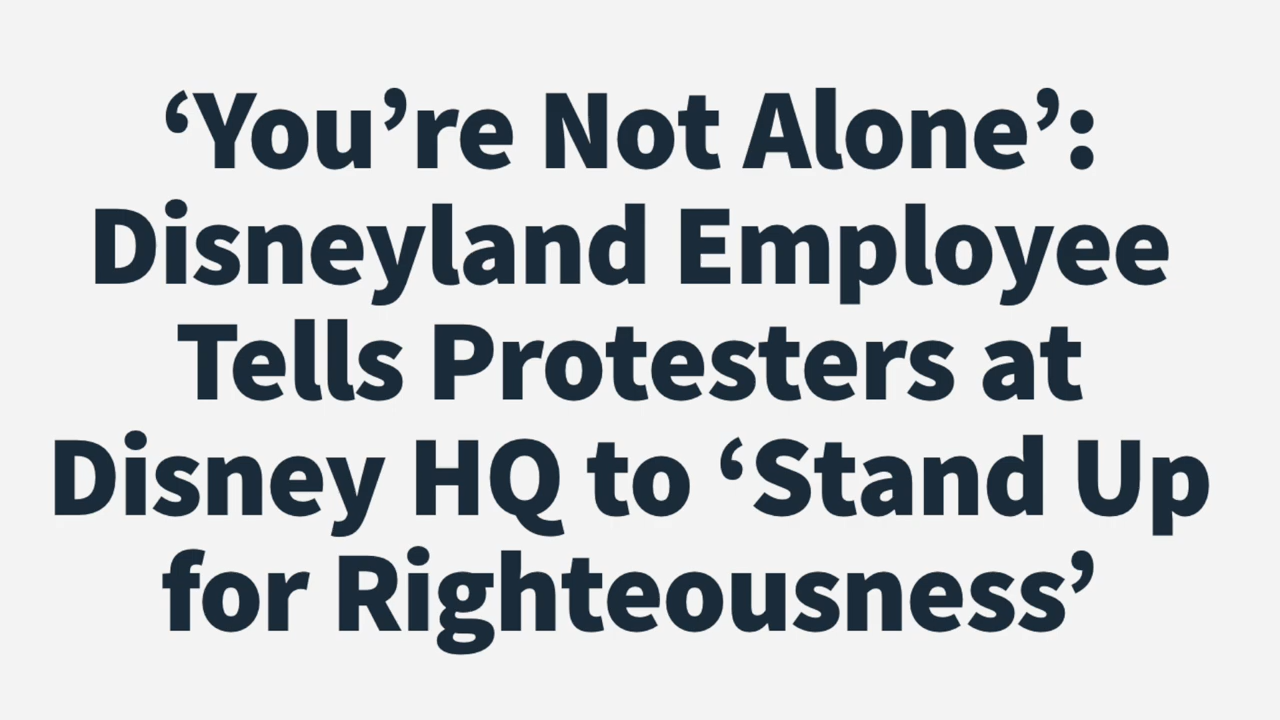 ‘You’re Not Alone’:
Disneyland Employee
Tells Protesters at
Disney HQ to ‘Stand Up
for Righteousness’